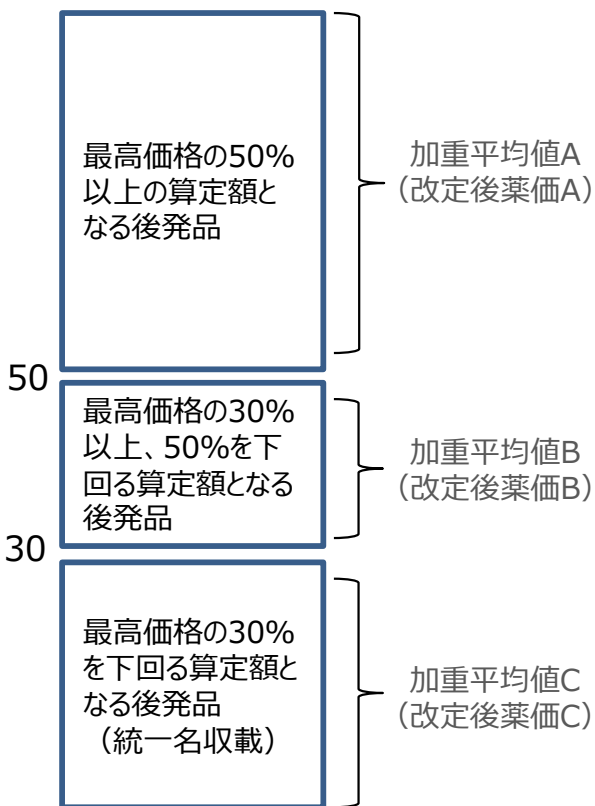 最高価格の50%
以上の算定額と
なる後発品
加重平均値A
（改定後薬価A）
50
最高価格の30%
以上、50%を下
回る算定額となる
後発品
加重平均値B
（改定後薬価B）
30
最高価格の30%
を下回る算定額と
なる後発品
（統一名収載）
加重平均値C
（改定後薬価C）